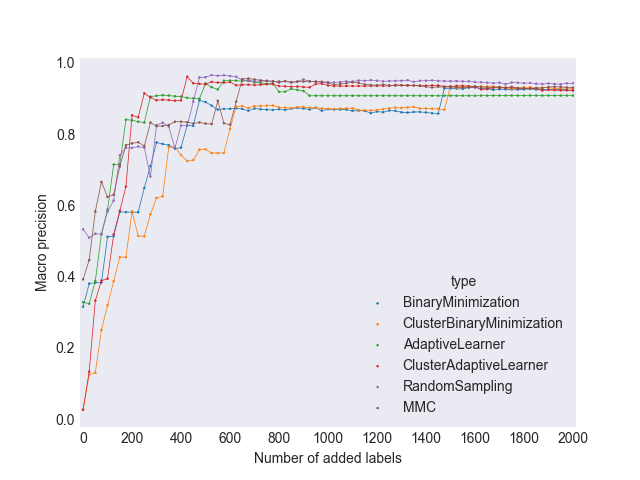 1.0
0.8
0.6
0.4
0.2
0.0
Macro precision
type
BinaryMinimization
ClusterBinaryMinimization
AdaptiveLearner
ClusterAdaptiveLearner
RandomSampling
MMC
0 200 400 600 800 1000 1200 1400 1600 1800 2000
Number of added labels